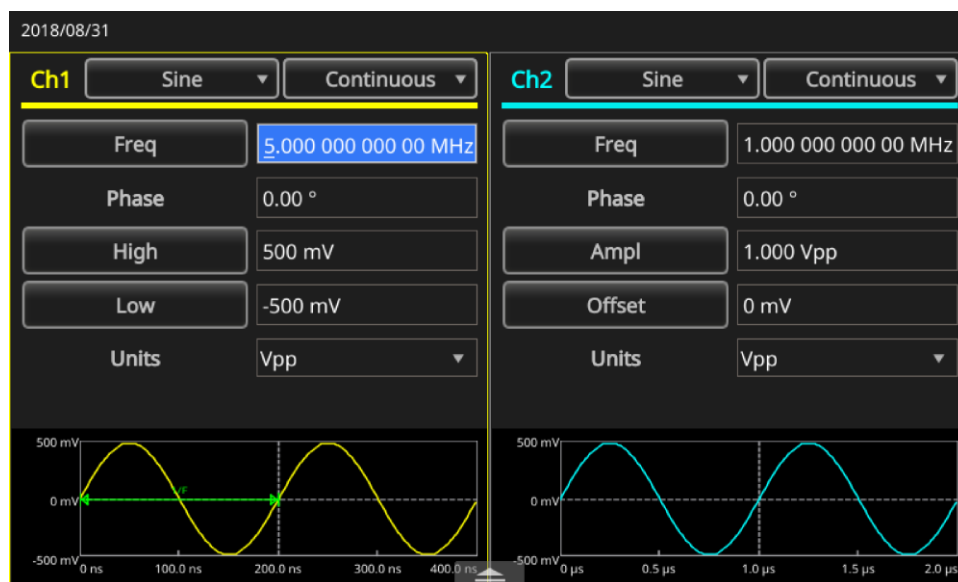 2018/08/31
Ch1 Sine Continuous
Freq 5.000 000 000 00 MHz
Phase 0.00 °
High 500 mV
Low -500 mV
Units Vpp
500 mV
0 mV
1/F
-500 mV
0 ns 100.0 ns 200.0 ns 300.0 ns 400.0 ns
Ch2 Sine Continuous
Freq 1.000 000 000 00 MHz
Phase 0.00 °
Ampl 1.000 Vpp
Offset 0 mV
Units Vpp
500 mV
0 mV
-500 mV
0 µs 0.5 µs 1.0 µs 1.5 µs 2.0 µs